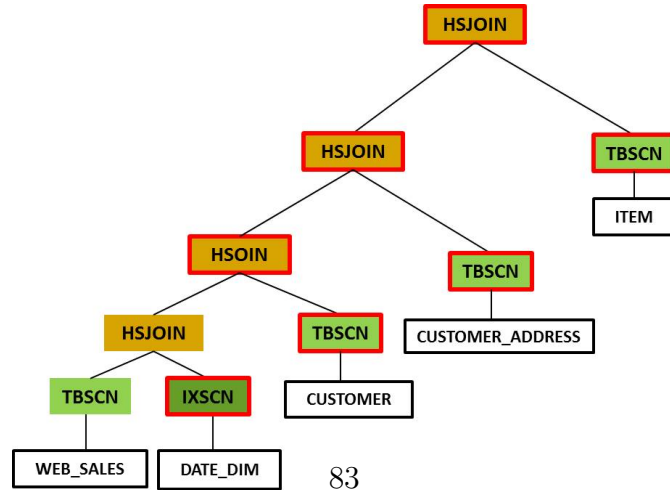 HSJOIN
HSJOIN
TBSCN
ITEM
HSOIN
TBSCN
HSJOIN
TBSCN
CUSTOMER_ADDRESS
TBSCN
IXSCN
CUSTOMER
WEB_SALES
DATE_DIM
83